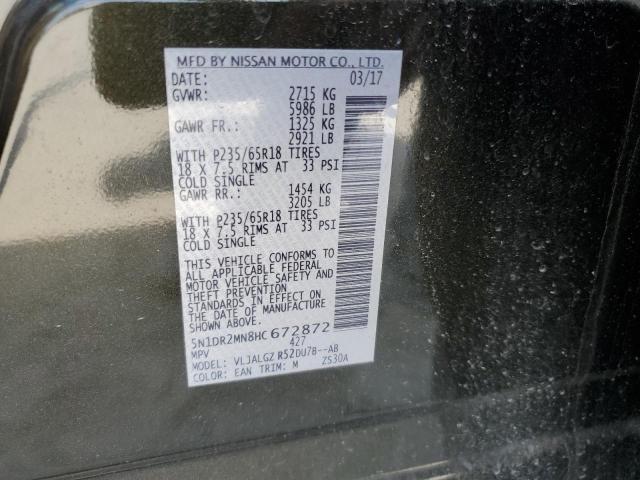 MFD BY NISSAN MOTOR CO., LTD.
DATE: 03/17
GVWR: 2715 KG
5986 LB
GAWR FR.: 1325 KG
2921 LB
WITH P235/65R18 TIRES
18 X 7.5 RIMS AT 33 PSI
COLD SINGLE
GAWR RR.: 1454 KG
3205 LB
WITH P235/65R18 TIRES
18 X 7.5 RIMS AT 33 PSI
COLD SINGLE
THIS VEHICLE CONFORMS TO
ALL APPLICABLE FEDERAL
MOTOR VEHICLE SAFETY AND
THEFT PREVENTION
STANDARDS IN EFFECT ON
THE DATE OF MANUFACTURE
SHOWN ABOVE.
5N1DR2MN8HC672872
MPV 427
MODEL: VLJALGZ R52DU78--AB
COLOR: EAN TRIM: M ZS30A